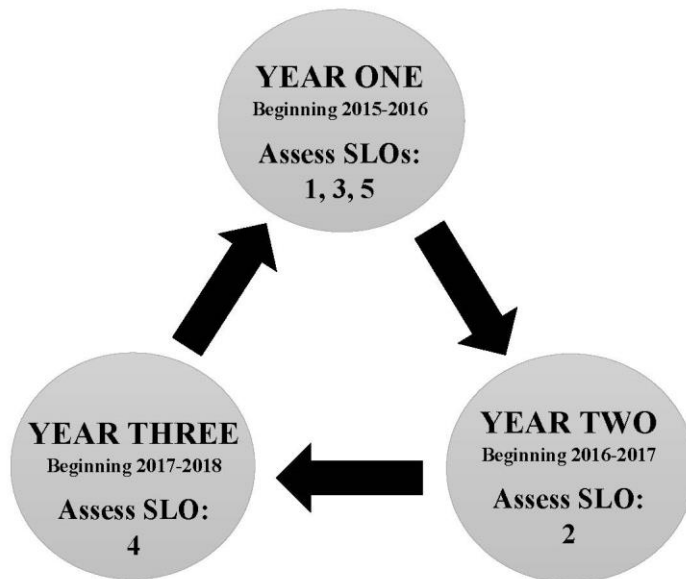 YEAR ONE
Beginning 2015-2016
Assess SLOs:
1, 3, 5
YEAR TWO
Beginning 2016-2017
Assess SLO:
2
YEAR THREE
Beginning 2017-2018
Assess SLO:
4